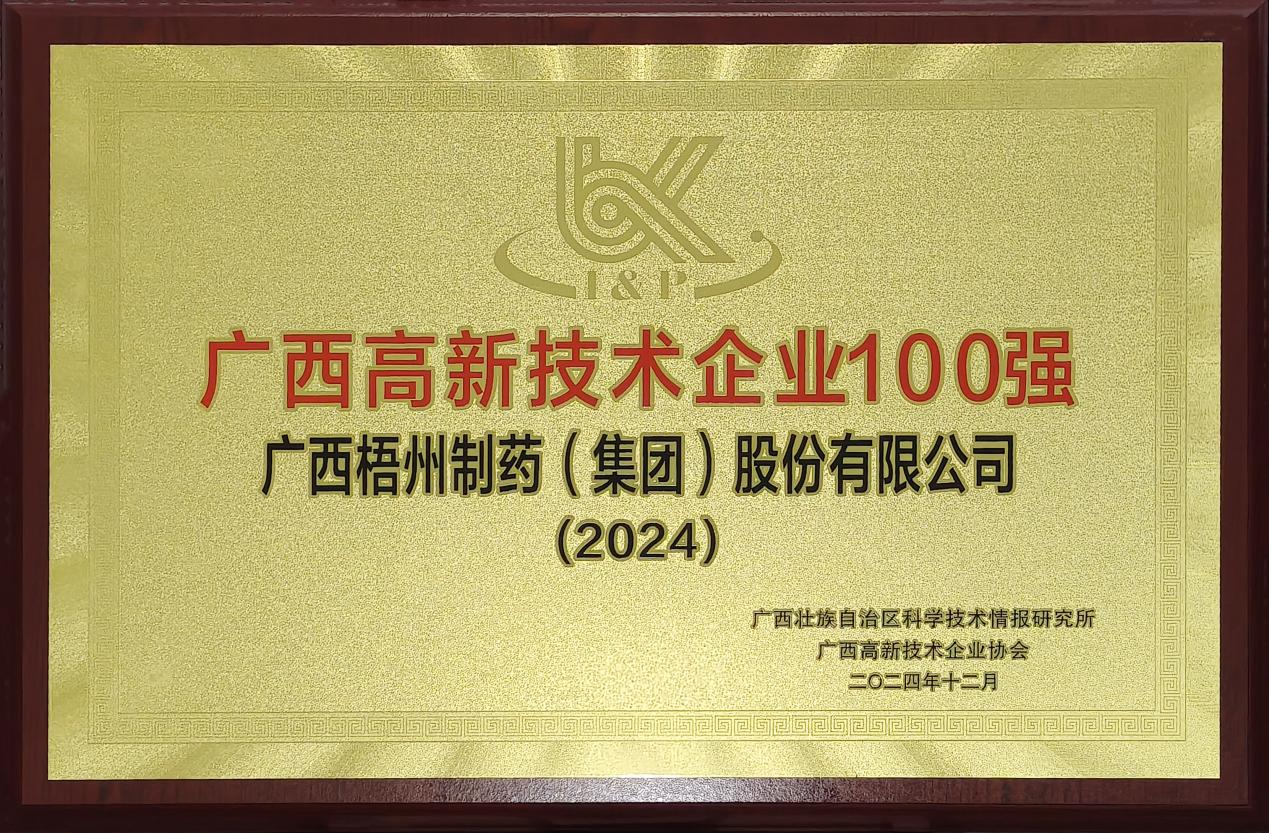 I&P
广西高新技术企业100强
广西梧州制药（集团）股份有限公司
(2024)
广西壮族自治区科学技术情报研究所
广西高新技术企业协会
二〇二四年十二月